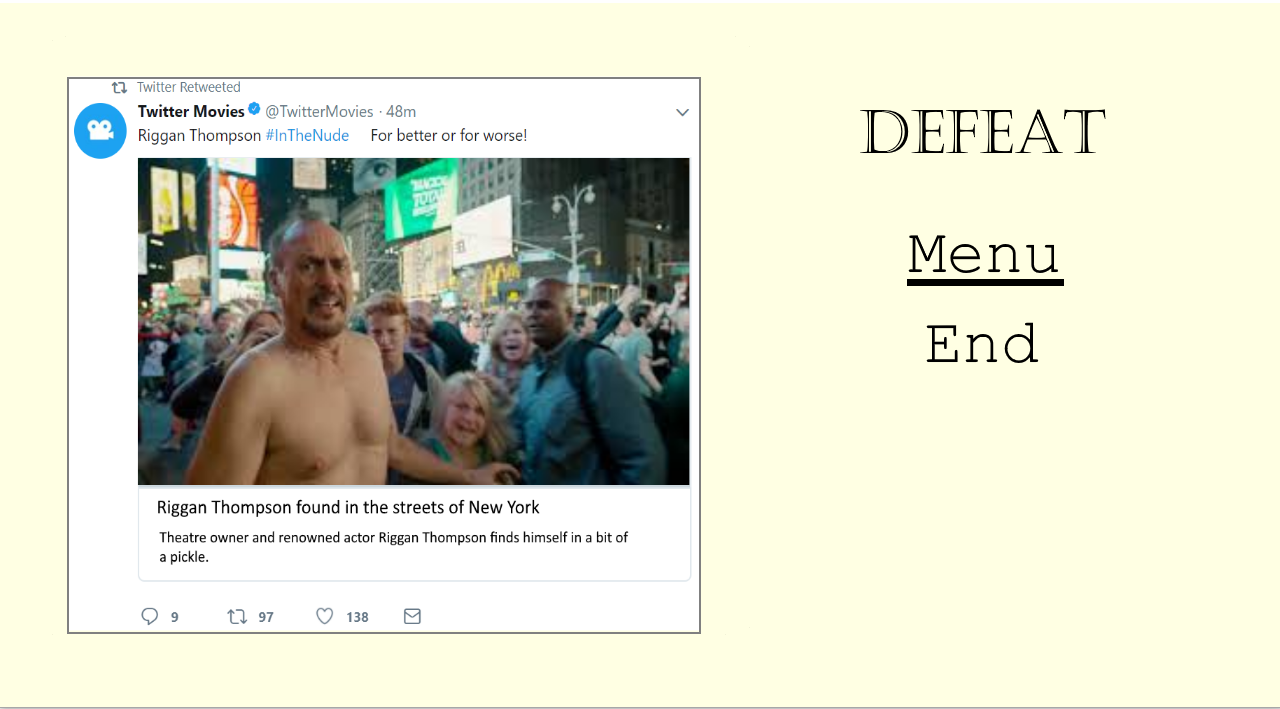 Twitter Retweeted
Twitter Movies @TwitterMovies · 48m
Riggan Thompson #InTheNude For better or for worse!
Riggan Thompson found in the streets of New York
Theatre owner and renowned actor Riggan Thompson finds himself in a bit of
a pickle.
9 97 138
DEFEAT
Menu
End